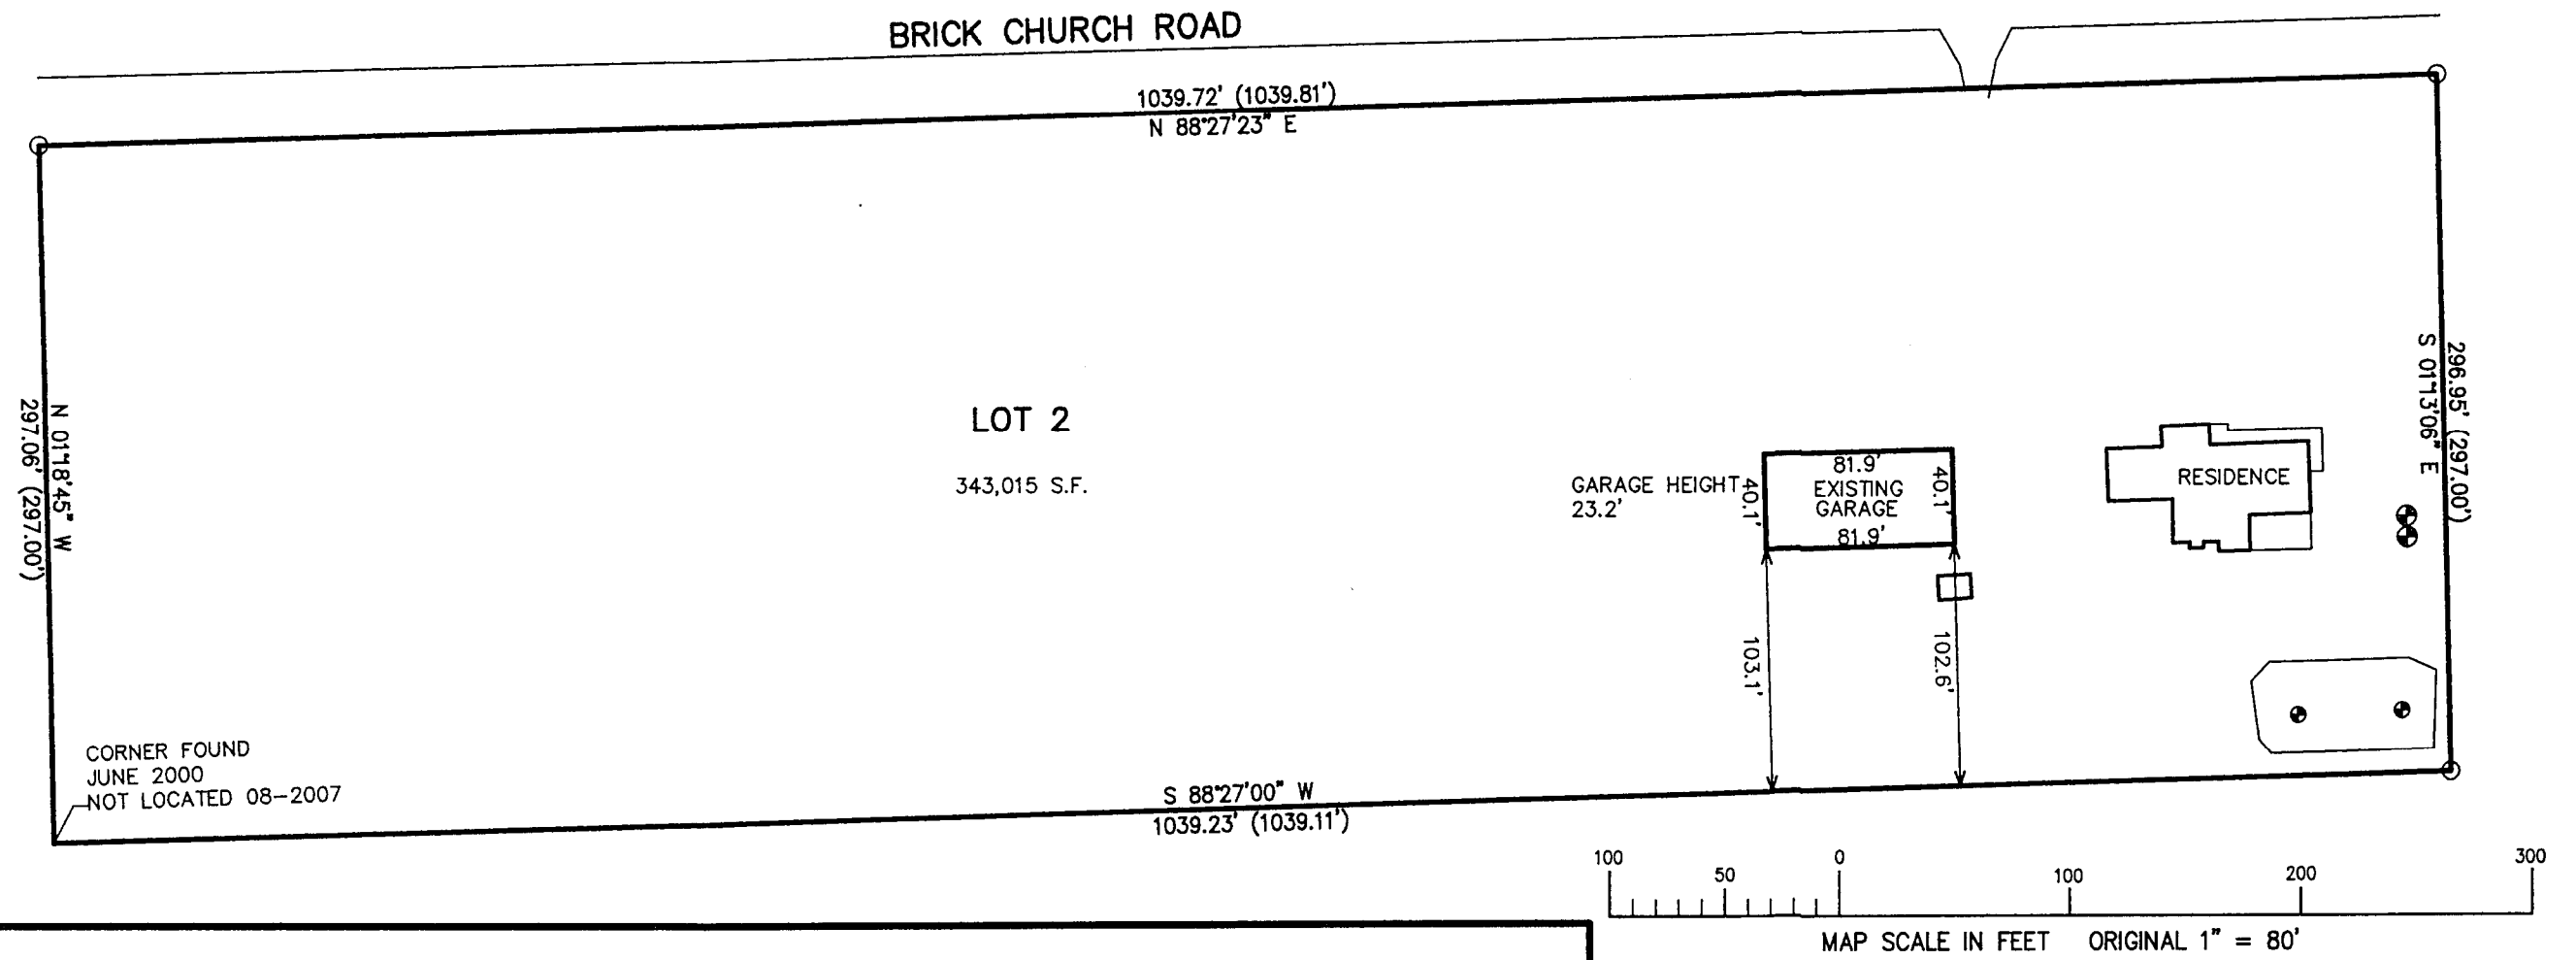 BRICK CHURCH ROAD
1039.72' (1039.81')
N 88°27'23" E
N 01°18'45" W
297.06' (297.00')
296.95' (297.00')
S 01°13'06" E
LOT 2
343,015 S.F.
GARAGE HEIGHT
23.2'
40.1'
81.9'
EXISTING
GARAGE
81.9'
40.1'
RESIDENCE
103.1'
102.6'
CORNER FOUND
JUNE 2000
NOT LOCATED 08-2007
S 88°27'00" W
1039.23' (1039.11')
100 50 0 100 200 300
MAP SCALE IN FEET ORIGINAL 1" = 80'